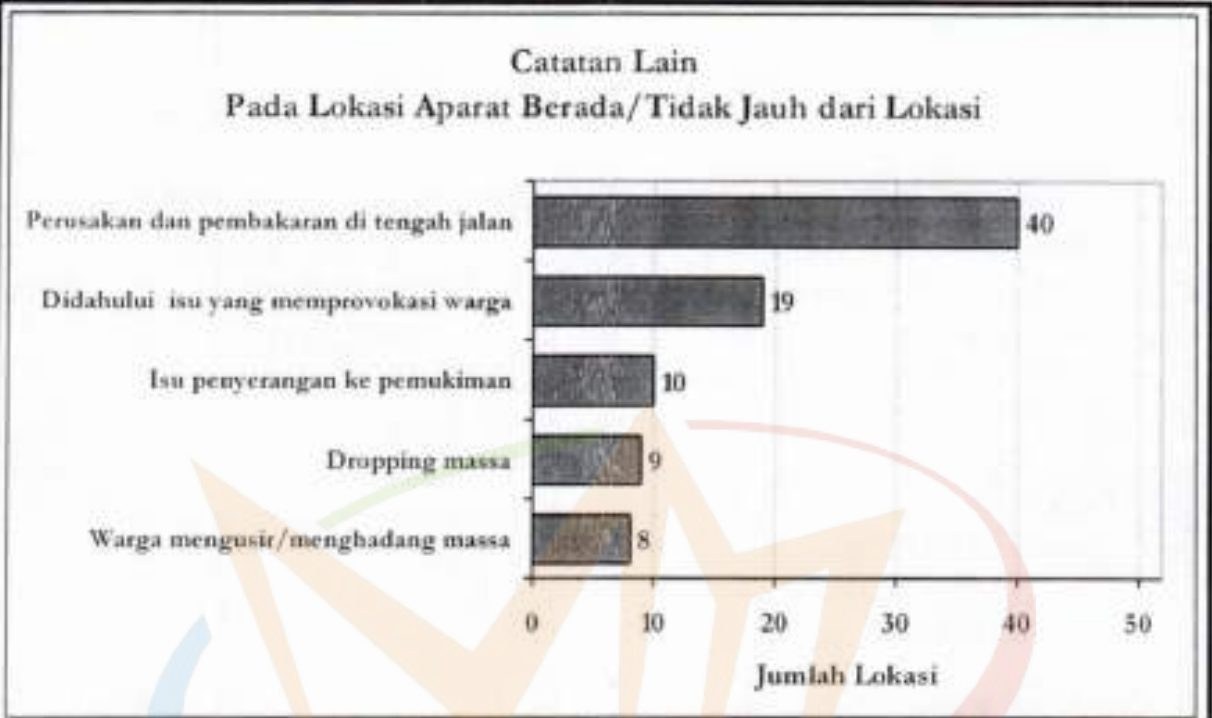 Catatan Lain
Pada Lokasi Aparat Berada/Tidak Jauh dari Lokasi
Perusakan dan pembakaran di tengah jalan
40
Didahului isu yang memprovokasi warga
19
Isu penyerangan ke pemukiman
10
Dropping massa
9
Warga mengusir/menghadang massa
8
0 10 20 30 40 50
Jumlah Lokasi